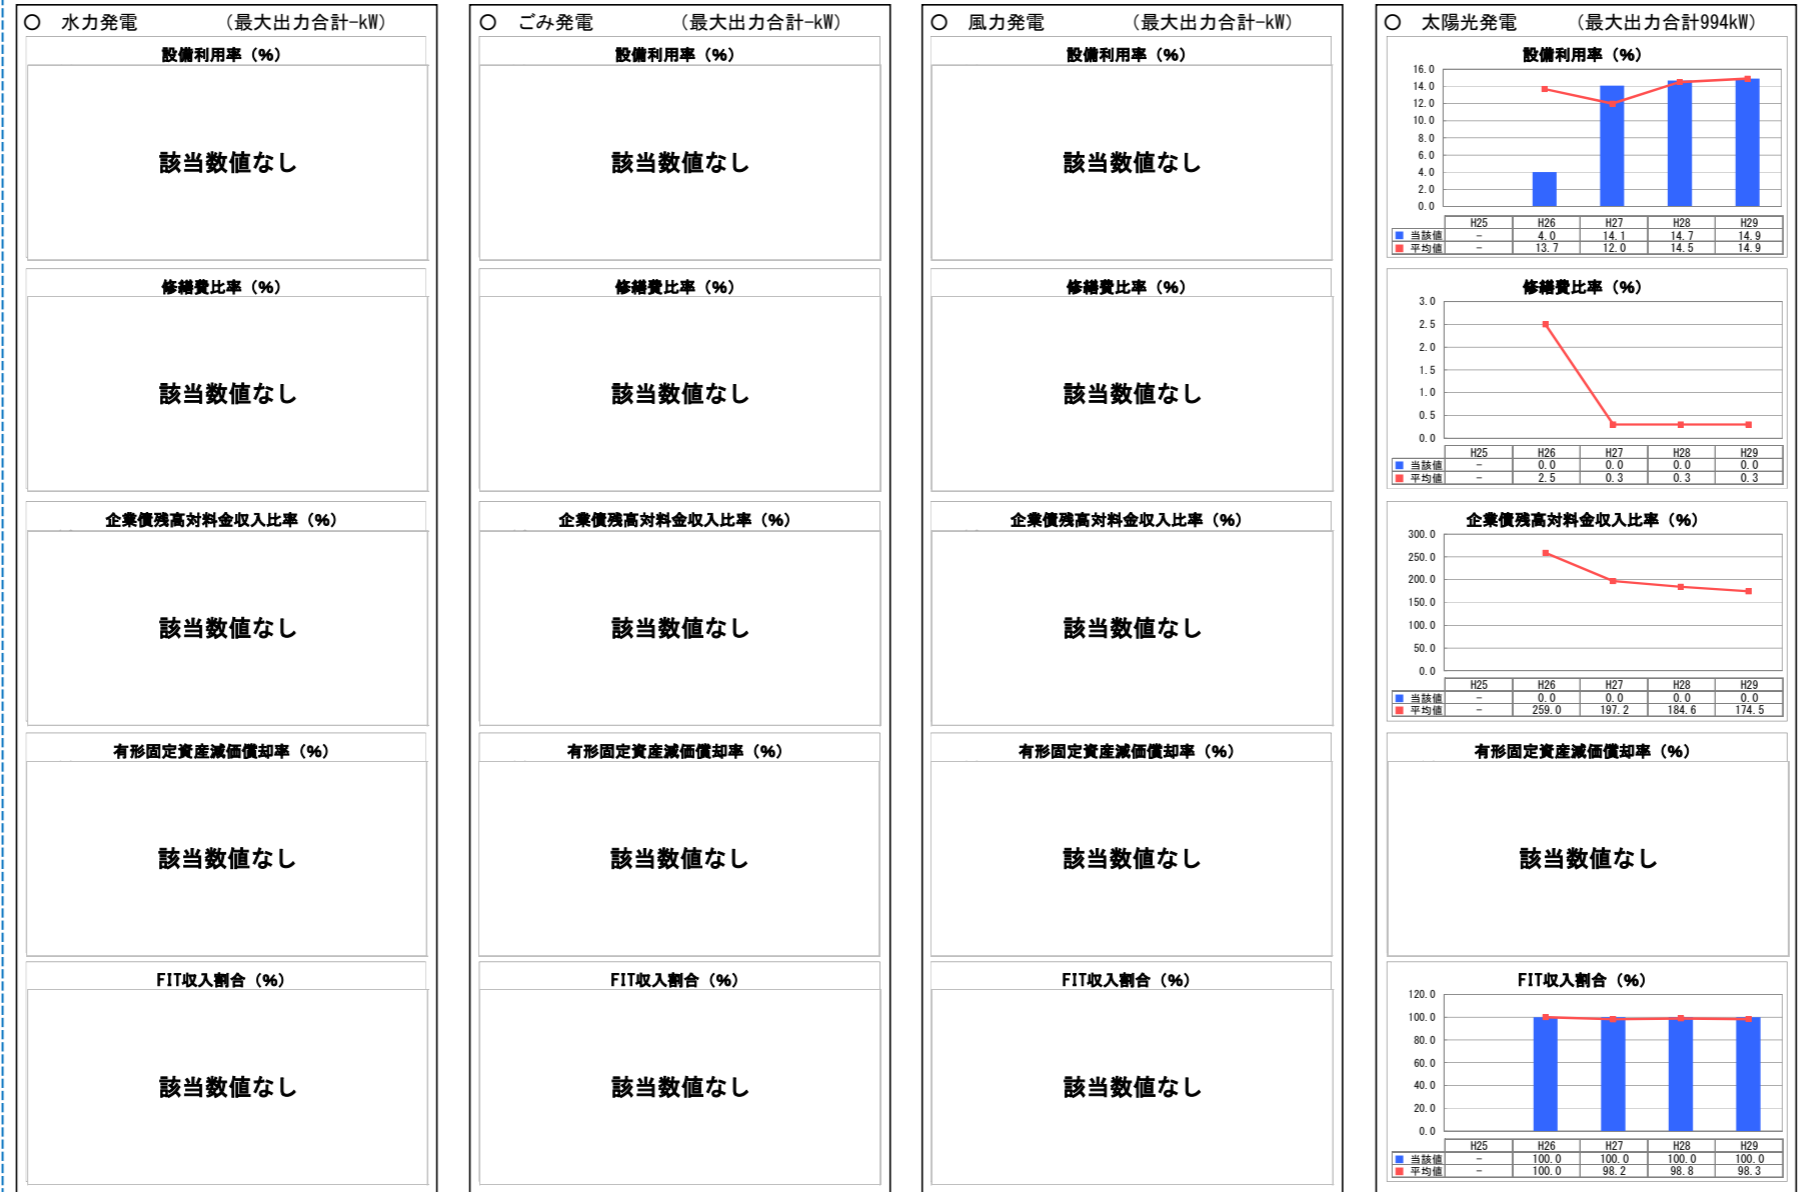 ○ 水力発電 （最大出力合計-kW）
設備利用率（%）
該当数値なし
修繕費比率（%）
該当数値なし
企業債残高対料金収入比率（%）
該当数値なし
有形固定資産減価償却率（%）
該当数値なし
FIT収入割合（%）
該当数値なし
○ ごみ発電 （最大出力合計-kW）
設備利用率（%）
該当数値なし
修繕費比率（%）
該当数値なし
企業債残高対料金収入比率（%）
該当数値なし
有形固定資産減価償却率（%）
該当数値なし
FIT収入割合（%）
該当数値なし
○ 風力発電 （最大出力合計-kW）
設備利用率（%）
該当数値なし
修繕費比率（%）
該当数値なし
企業債残高対料金収入比率（%）
該当数値なし
有形固定資産減価償却率（%）
該当数値なし
FIT収入割合（%）
該当数値なし
○ 太陽光発電 （最大出力合計994kW）
設備利用率（%）
16.0
14.0
12.0
10.0
8.0
6.0
4.0
2.0
0.0
H25 H26 H27 H28 H29
当該値 - 4.0 14.1 14.7 14.9
平均値 - 13.7 12.0 14.5 14.9
修繕費比率（%）
3.0
2.5
2.0
1.5
1.0
0.5
0.0
H25 H26 H27 H28 H29
当該値 - 0.0 0.0 0.0 0.0
平均値 - 2.5 0.3 0.3 0.3
企業債残高対料金収入比率（%）
300.0
250.0
200.0
150.0
100.0
50.0
0.0
H25 H26 H27 H28 H29
当該値 - 0.0 0.0 0.0 0.0
平均値 - 259.0 197.2 184.6 174.5
有形固定資産減価償却率（%）
該当数値なし
FIT収入割合（%）
120.0
100.0
80.0
60.0
40.0
20.0
0.0
H25 H26 H27 H28 H29
当該値 - 100.0 100.0 100.0 100.0
平均値 - 100.0 98.2 98.8 98.3